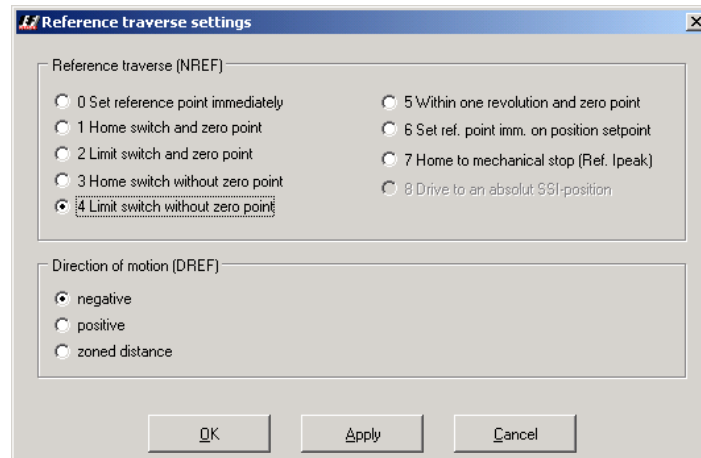 Reference traverse settings
Reference traverse (NREF)
0 Set reference point immediately
1 Home switch and zero point
2 Limit switch and zero point
3 Home switch without zero point
4 Limit switch without zero point
5 Within one revolution and zero point
6 Set ref. point imm. on position setpoint
7 Home to mechanical stop (Ref. Ipeak)
8 Drive to an absolut SSI-position
Direction of motion (DREF)
negative
positive
zoned distance
OK
Apply
Cancel